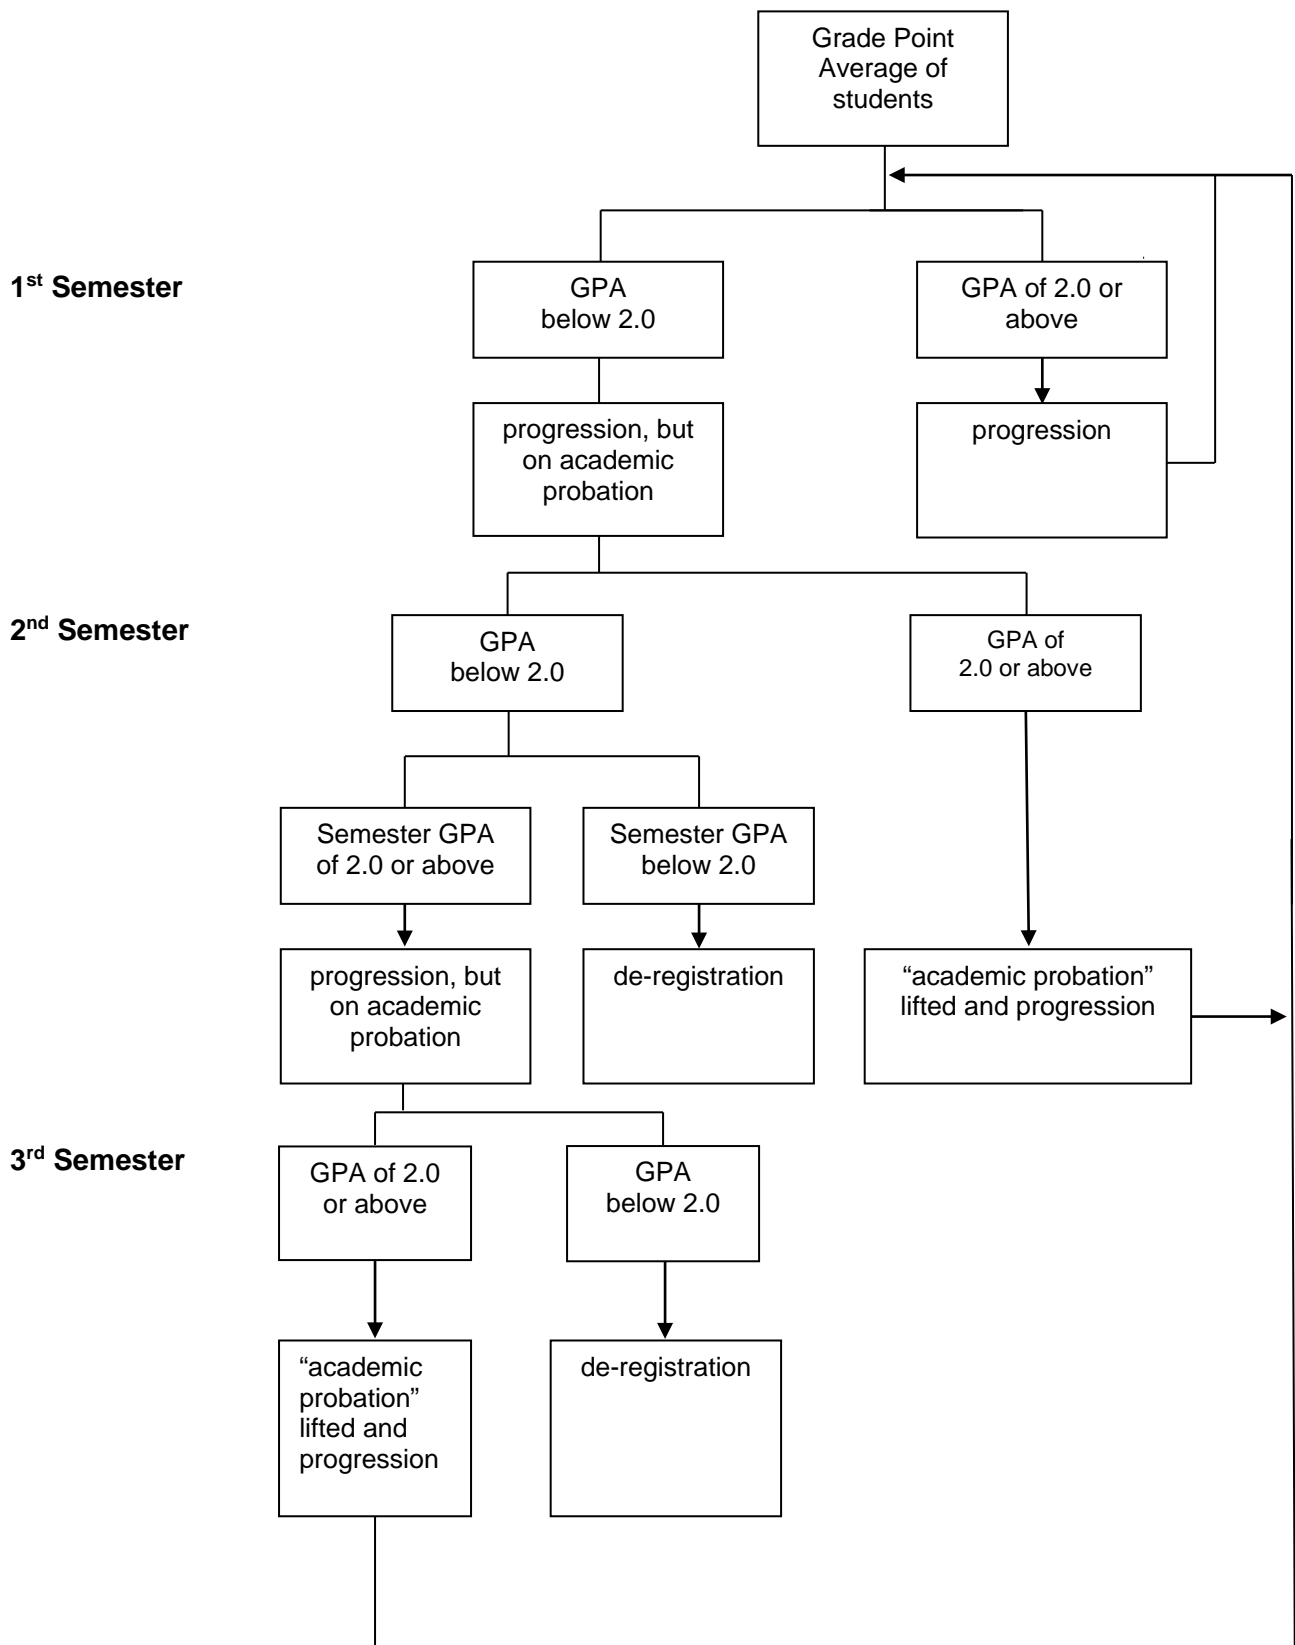 Grade Point
Average of
students
1st Semester
GPA
below 2.0
GPA of 2.0 or
above
progression, but
on academic
probation
progression
2nd Semester
GPA
below 2.0
GPA of
2.0 or above
Semester GPA
of 2.0 or above
Semester GPA
below 2.0
progression, but
on academic
probation
de-registration
“academic probation”
lifted and progression
3rd Semester
GPA of 2.0
or above
GPA
below 2.0
“academic
probation”
lifted and
progression
de-registration